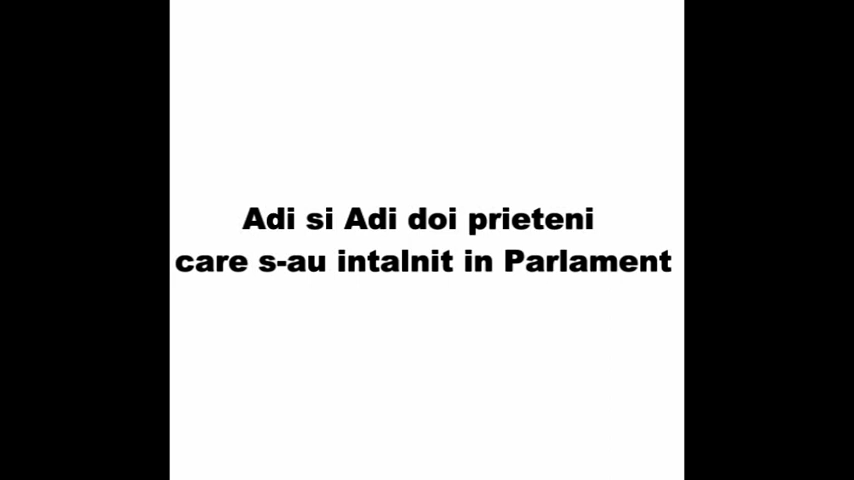 Adi si Adi doi prieteni
care s-au intalnit in Parlament